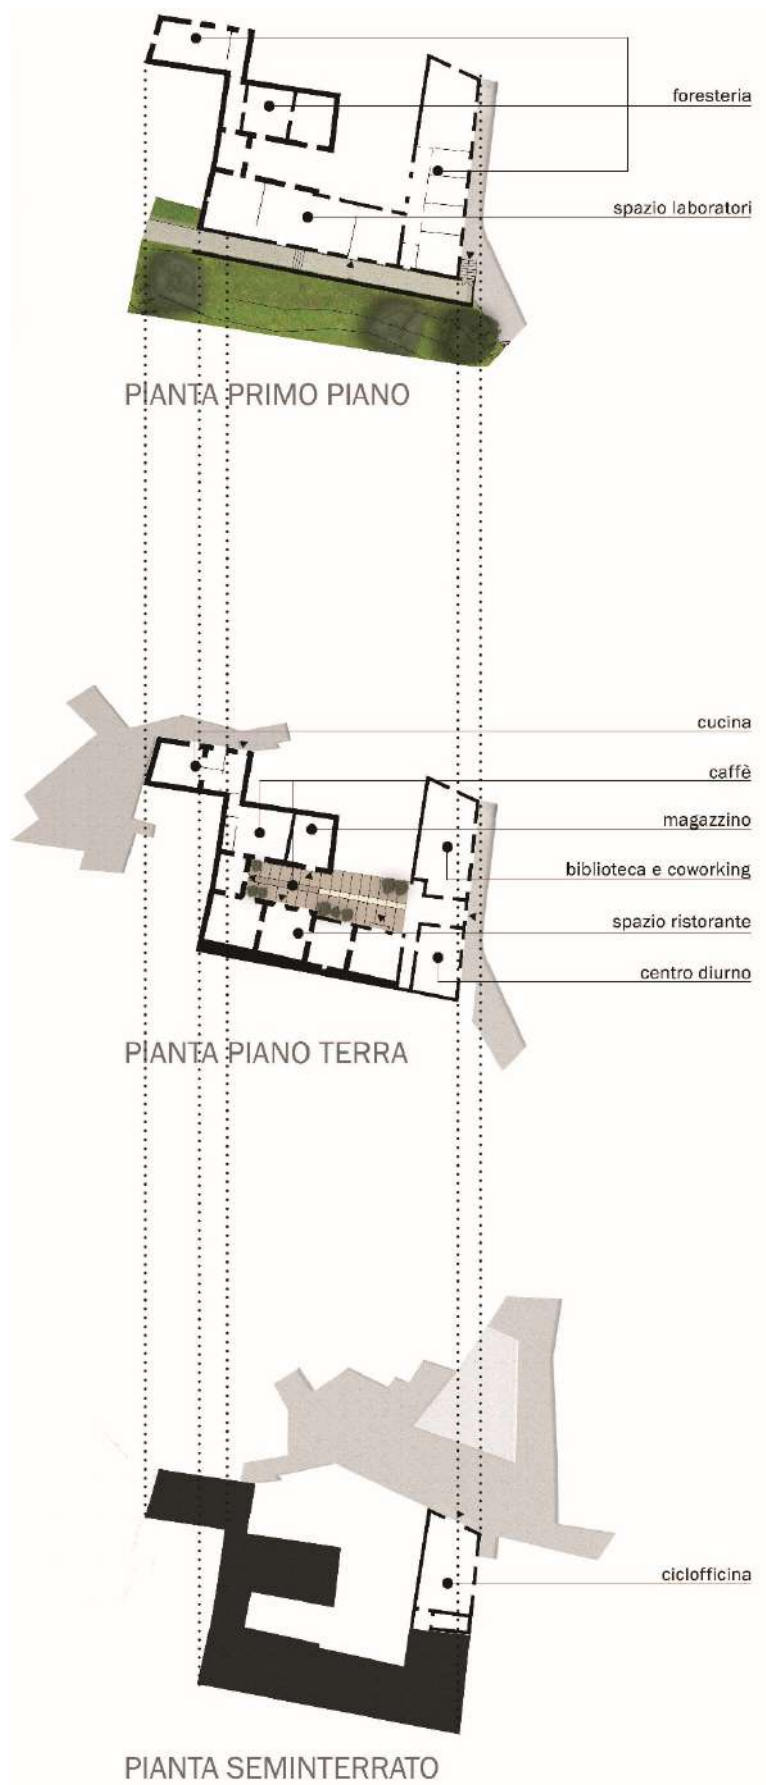 foresteria
spazio laboratori
PIANTA PRIMO PIANO
cucina
caffè
magazzino
biblioteca e coworking
spazio ristorante
centro diurno
PIANTA PIANO TERRA
ciclofficina
PIANTA SEMINTERRATO